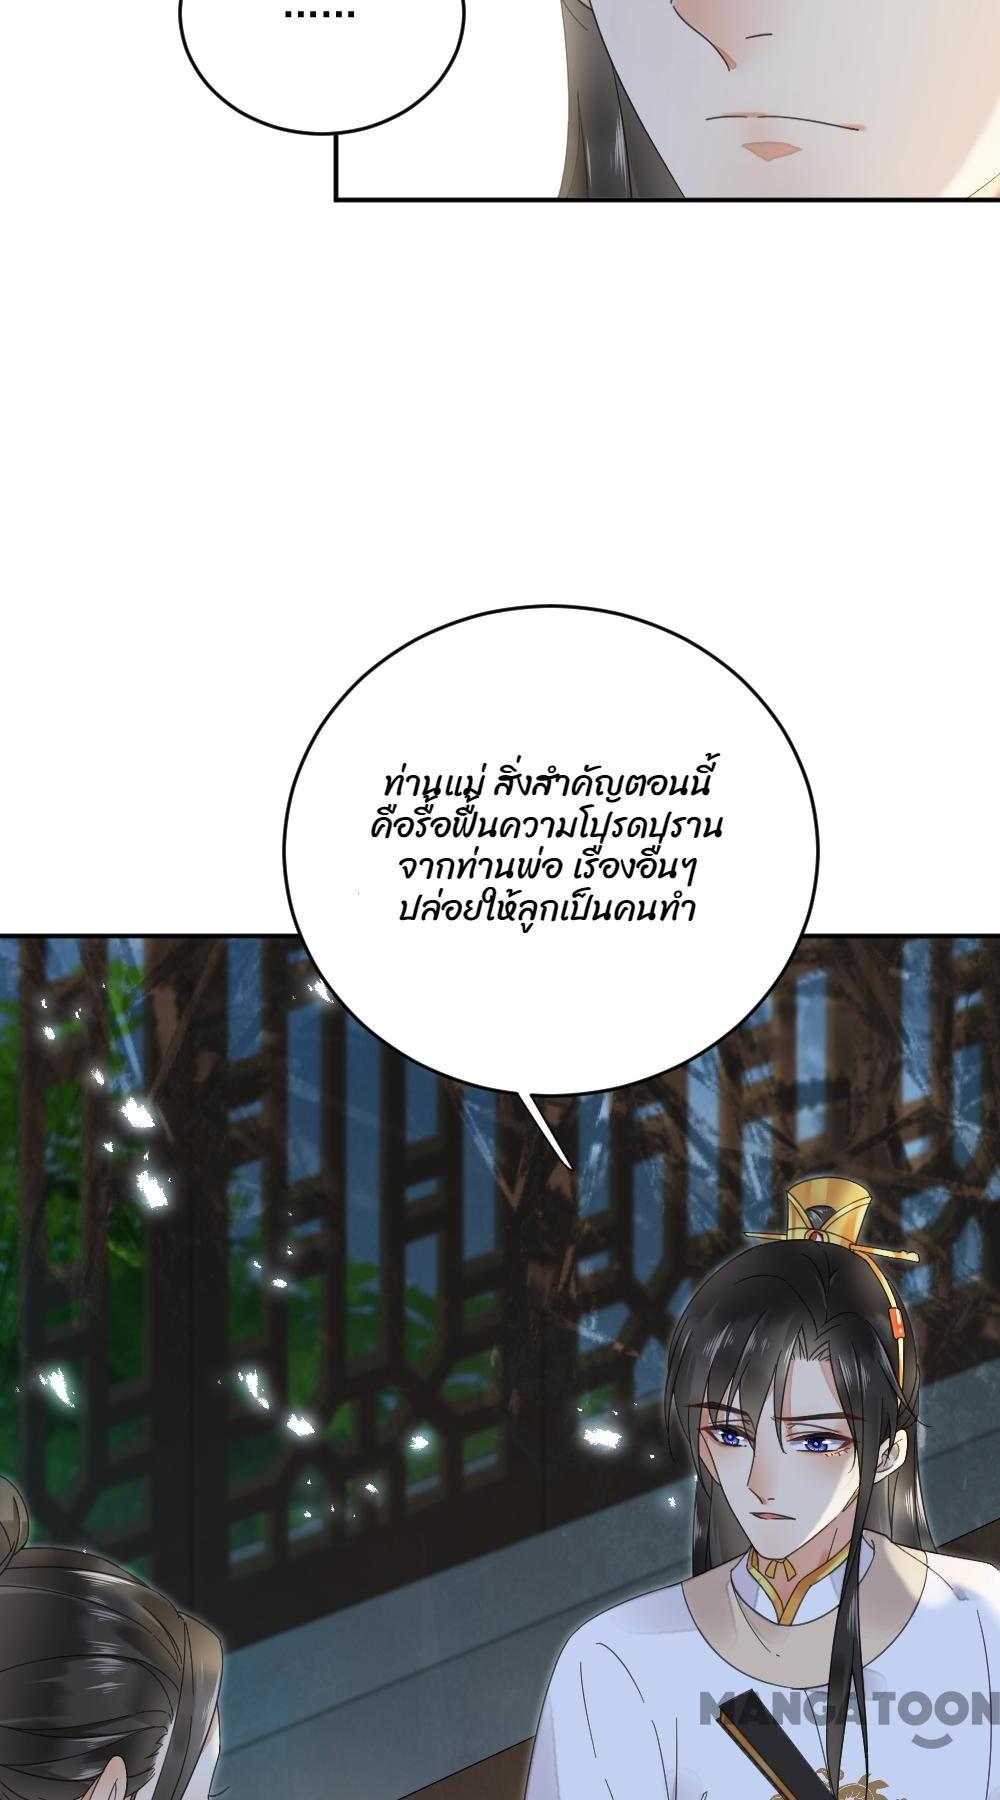 ......
ท่านแม่ สิ่งสำคัญตอนนี้
คือรื้อฟื้นความโปรดปราน
จากท่านพ่อ เรื่องอื่นๆ
ปล่อยให้ลูกเป็นคนทำ
MANGA TOON